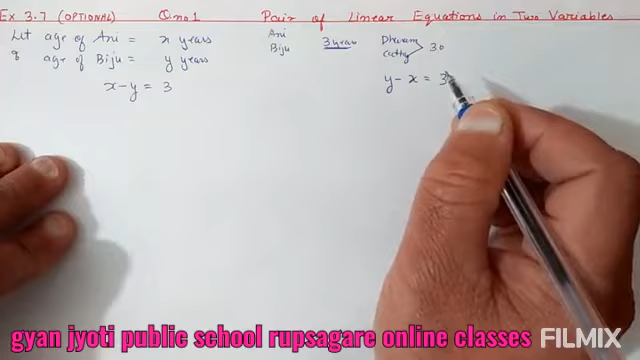 Ex 3.7 (OPTIONAL) Q.no 1 Pair of Linear Equations in Two Variables
Let age of Ani = x years Ani 3 years Dharam 30
& age of Biju = y years Biju Cathy
x - y = 3 y - x = 3
gyan jyoti public school rupsagare online classes
FILMIX